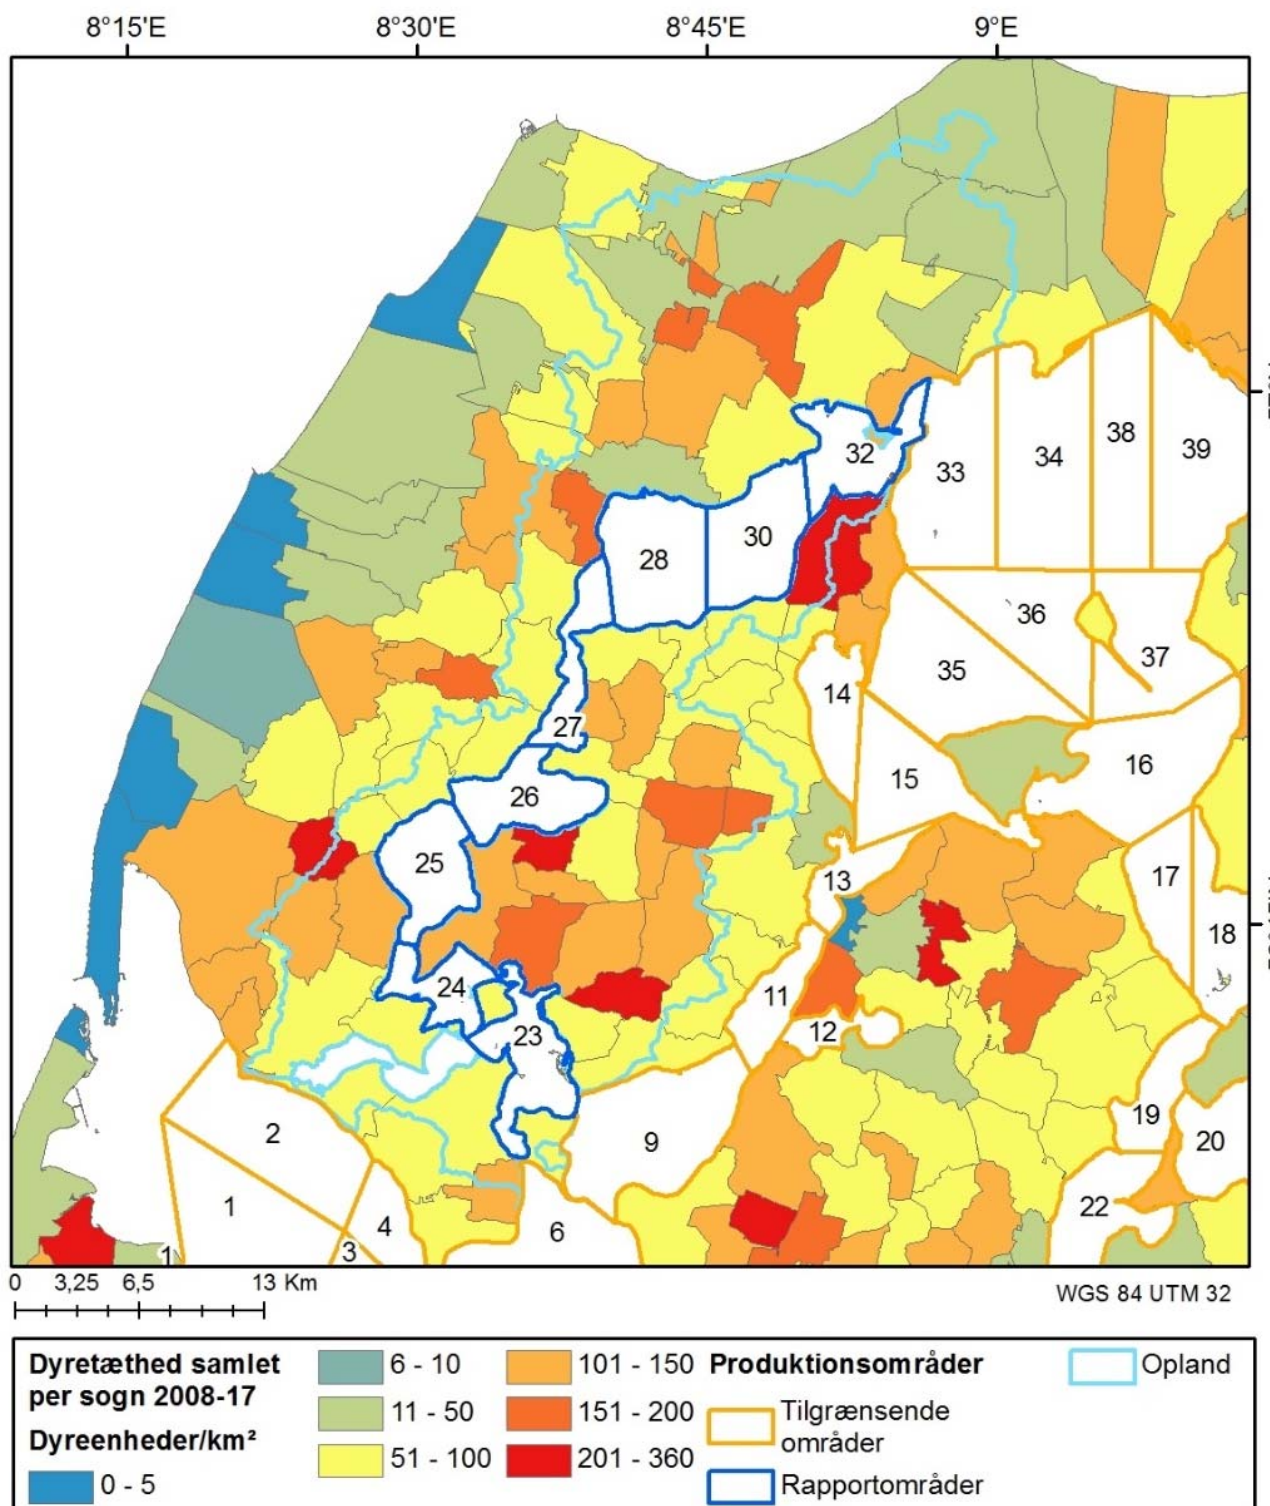 8°15'E 8°30'E 8°45'E 9°E
32 33 34 38 39
28 30
36
35 37
14
27
15 16
26
25
13 17
18
24 11
23 12
2 9 19 20
1 4 6 22
1 3
0 3,25 6,5 13 Km
WGS 84 UTM 32
Dyretæthed samlet
per sogn 2008-17
Dyreenheder/km²
0 - 5
6 - 10
11 - 50
51 - 100
101 - 150
151 - 200
201 - 360
Produktionsområder
Tilgrænsende
områder
Rapportområder
Opland